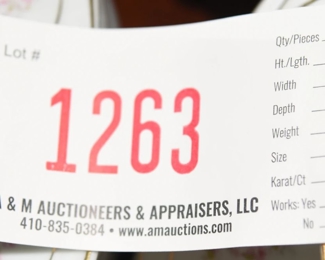 Lot #
1263
& M AUCTIONEERS & APPRAISERS, LLC
410-835-0384 • www.amauctions.com
Qty/Pieces
Ht./Lgth.
Width
Depth
Weight
Size
Karat/Ct
Works: Yes
No